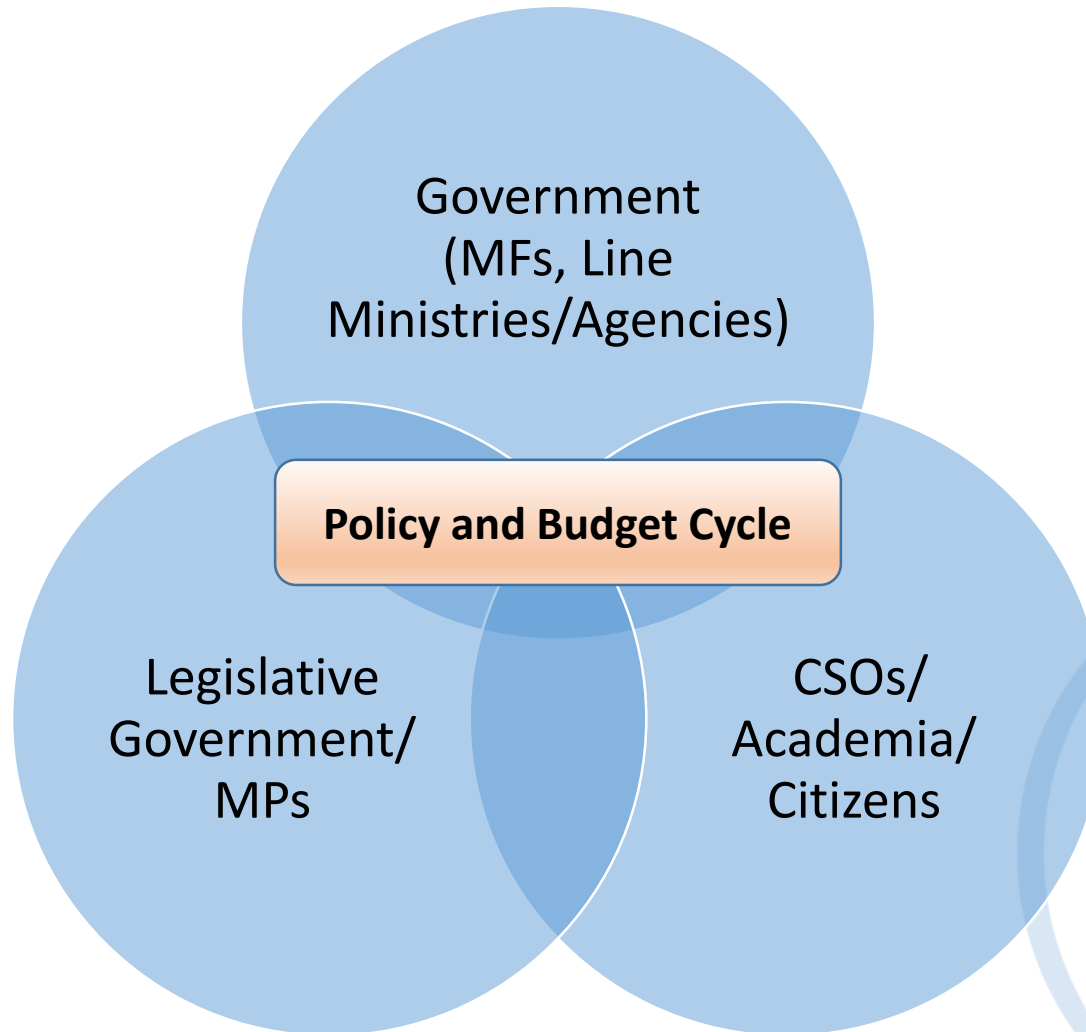 Government
(MFs, Line
Ministries/Agencies)
Policy and Budget Cycle
Legislative
Government/
MPs
CSOs/
Academia/
Citizens